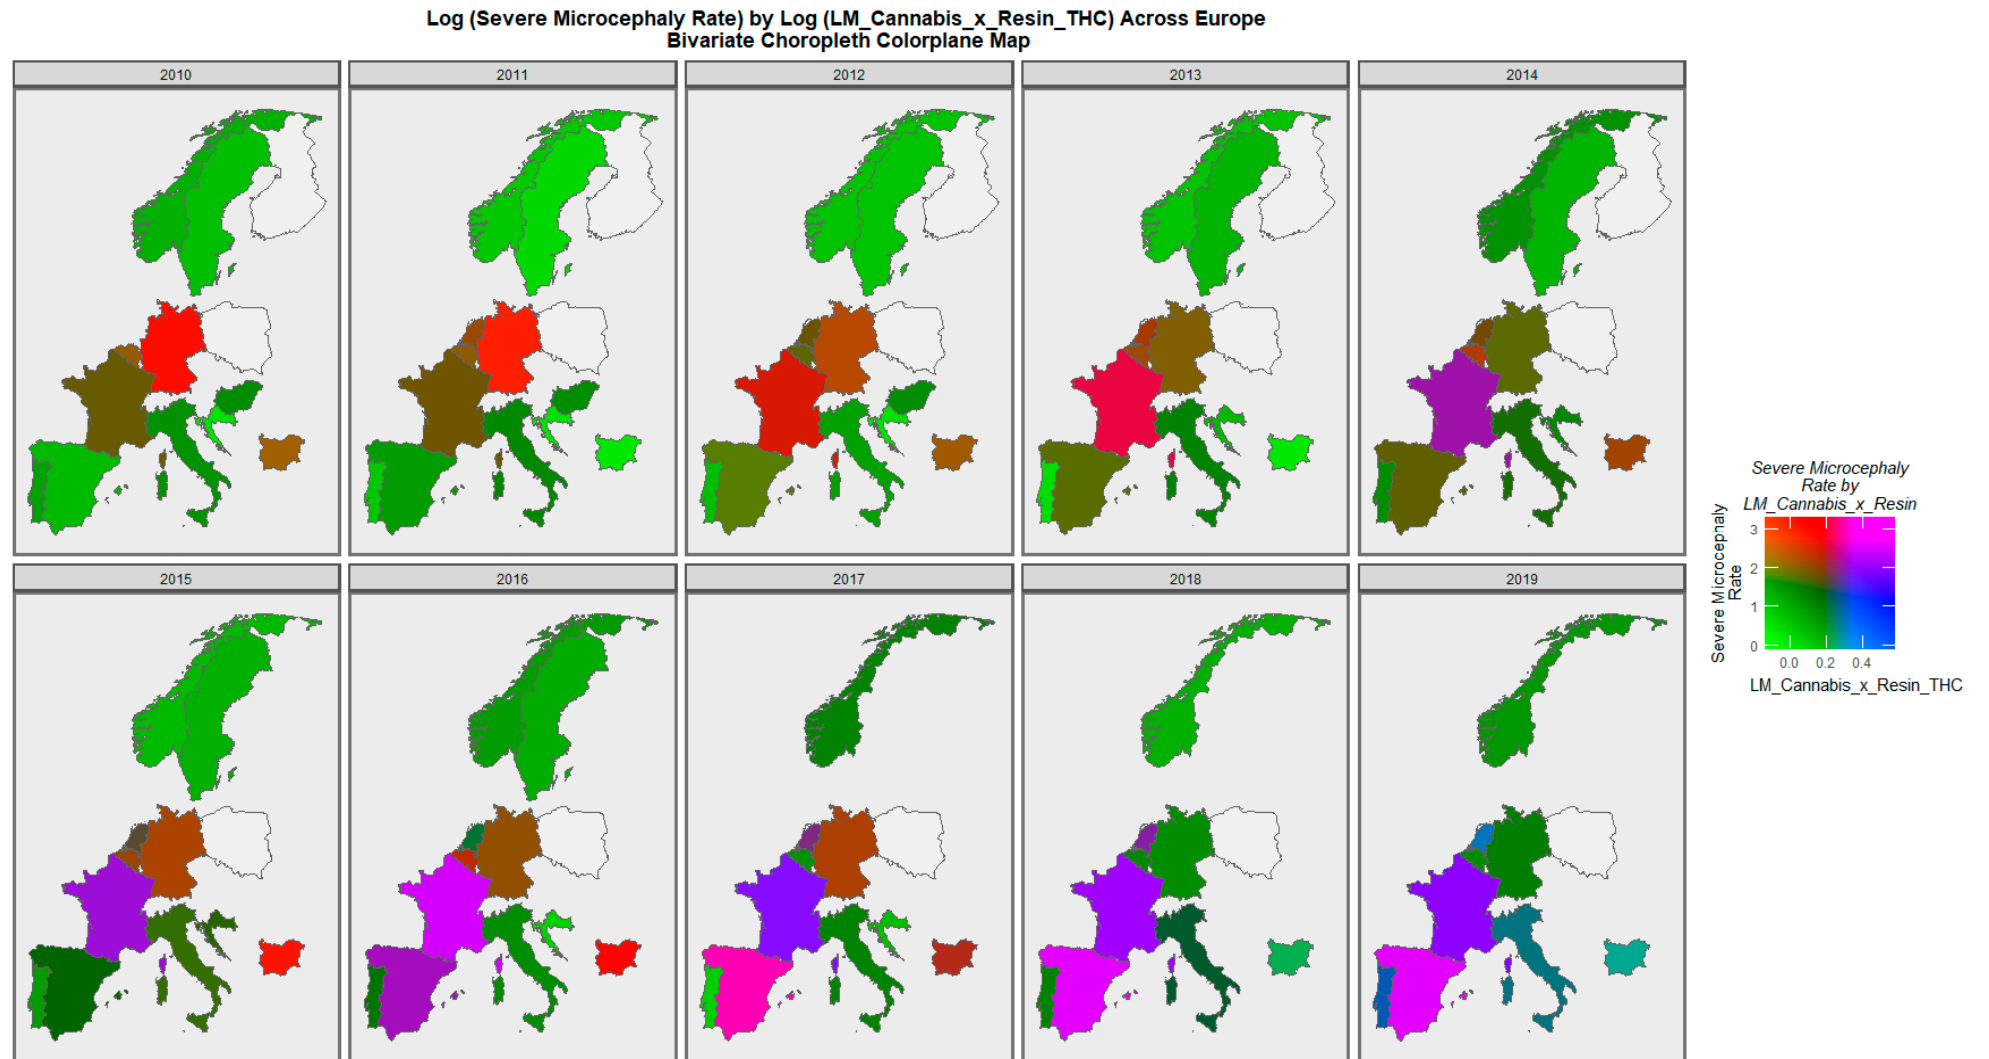 Log (Severe Microcephaly Rate) by Log (LM_Cannabis_x_Resin_THC) Across Europe
Bivariate Choropleth Colorplane Map
2010
2011
2012
2013
2014
2015
2016
2017
2018
2019
Severe Microcephaly
Rate by
LM_Cannabis_x_Resin
Severe Microcephaly
Rate
3
2
1
0
0.0
0.2
0.4
LM_Cannabis_x_Resin_THC